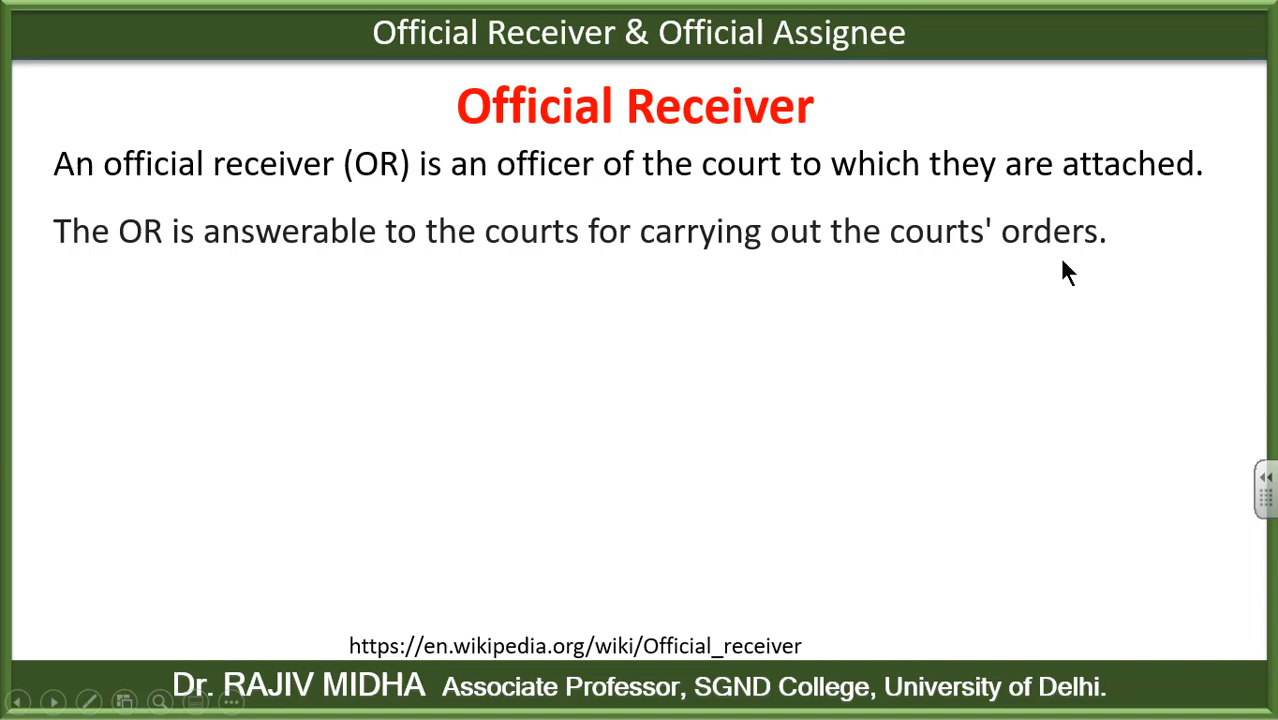 Official Receiver & Official Assignee
Official Receiver
An official receiver (OR) is an officer of the court to which they are attached.
The OR is answerable to the courts for carrying out the courts' orders.
https://en.wikipedia.org/wiki/Official_receiver
Dr. RAJIV MIDHA Associate Professor, SGND College, University of Delhi.